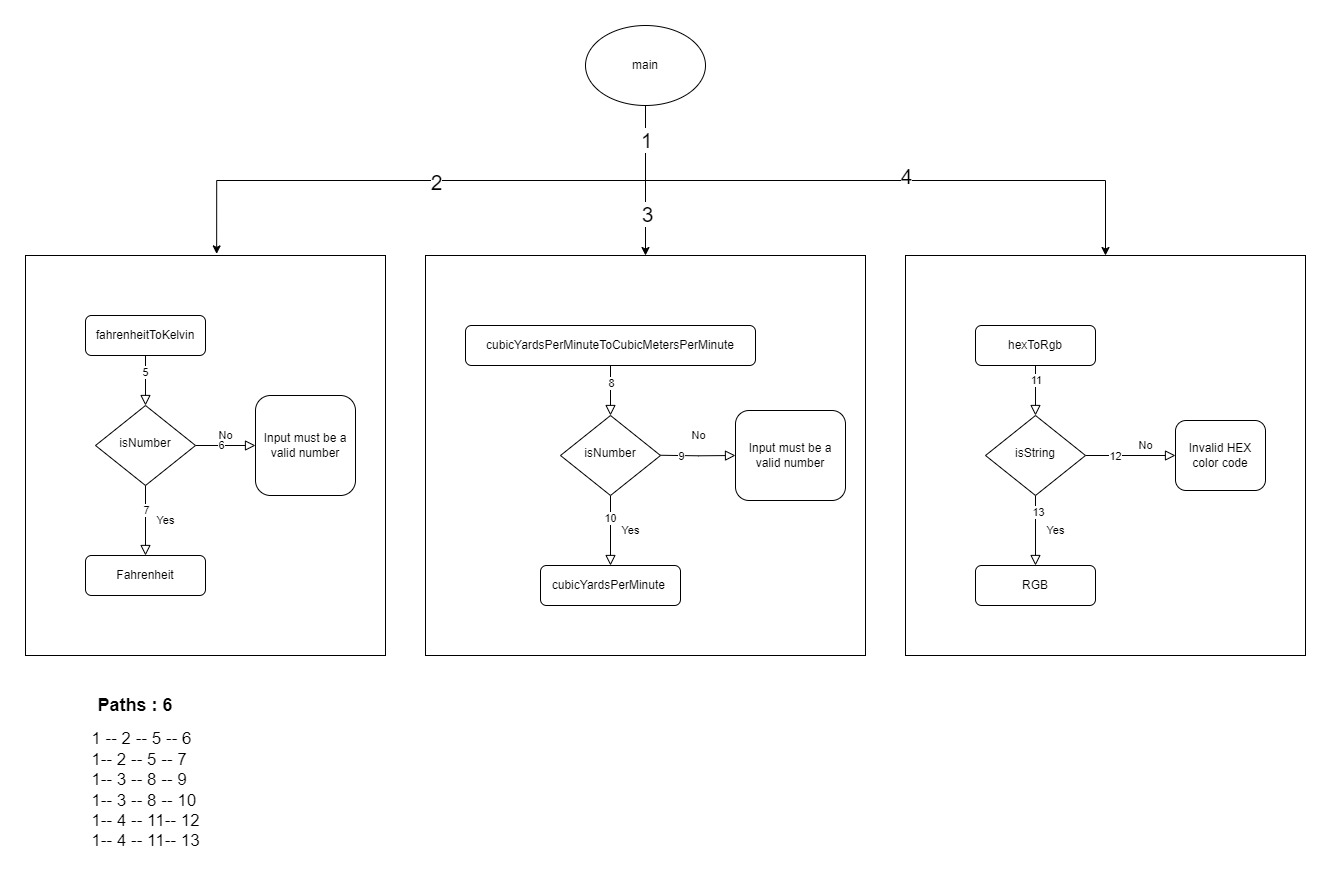 main
1
2
4
3
fahrenheitToKelvin
5
isNumber
No
6
Input must be a
valid number
7
Yes
Fahrenheit
cubicYardsPerMinuteToCubicMetersPerMinute
8
isNumber
No
9
Input must be a
valid number
10
Yes
cubicYardsPerMinute
hexToRgb
11
isString
No
12
Invalid HEX
color code
13
Yes
RGB
Paths : 6
1 -- 2 -- 5 -- 6
1-- 2 -- 5 -- 7
1-- 3 -- 8 -- 9
1-- 3 -- 8 -- 10
1-- 4 -- 11-- 12
1-- 4 -- 11-- 13